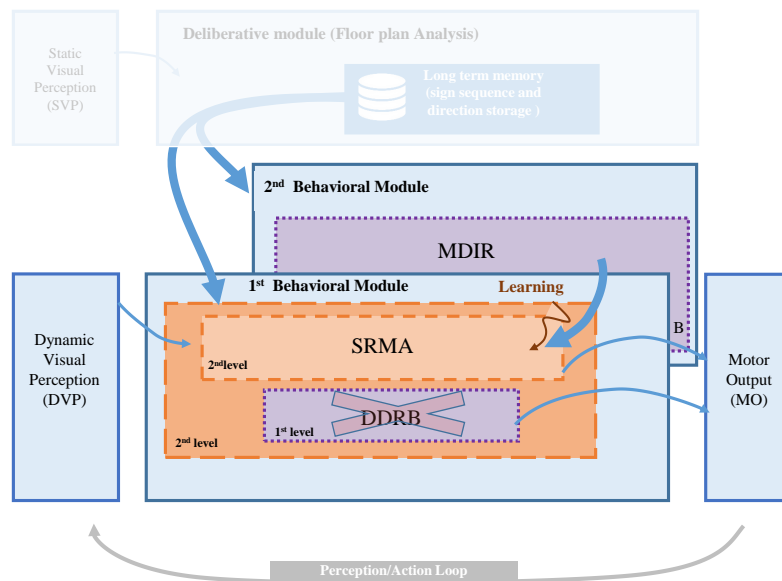 Deliberative module (Floor plan Analysis)
Static
Visual
Perception
(SVP)
Long term memory
(sign sequence and
direction storage )
2nd Behavioral Module
MDIR
B
1st Behavioral Module
Learning
SRMA
2nd level
DDRB
1st level
2nd level
Dynamic
Visual
Perception
(DVP)
Motor
Output
(MO)
Perception/Action Loop